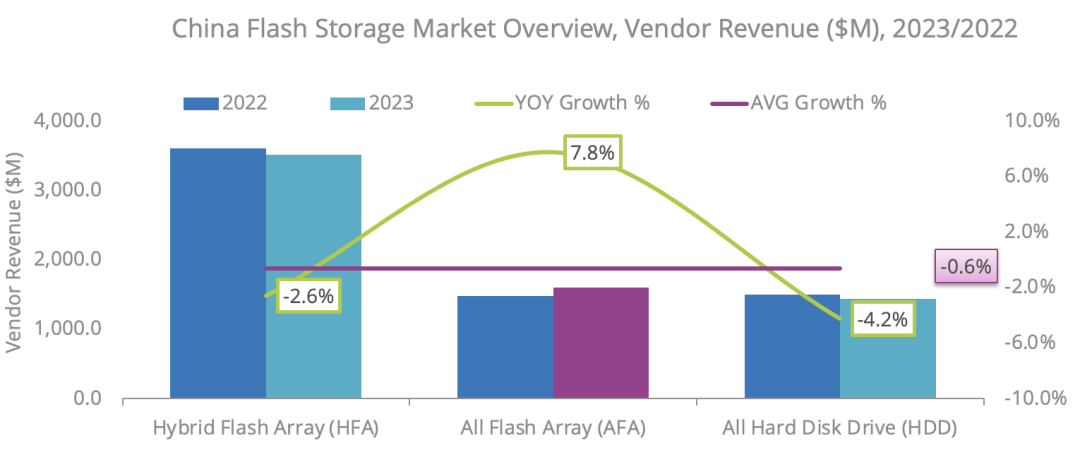 China Flash Storage Market Overview, Vendor Revenue ($M), 2023/2022
2022 2023 YOY Growth % AVG Growth %
Vendor Revenue ($M)
4,000.0 10.0%
7.8%
3,000.0 6.0%
2,000.0 2.0%
-0.6%
-2.0%
-2.6%
1,000.0 -4.2%
-6.0%
0.0 -10.0%
Hybrid Flash Array (HFA) All Flash Array (AFA) All Hard Disk Drive (HDD)